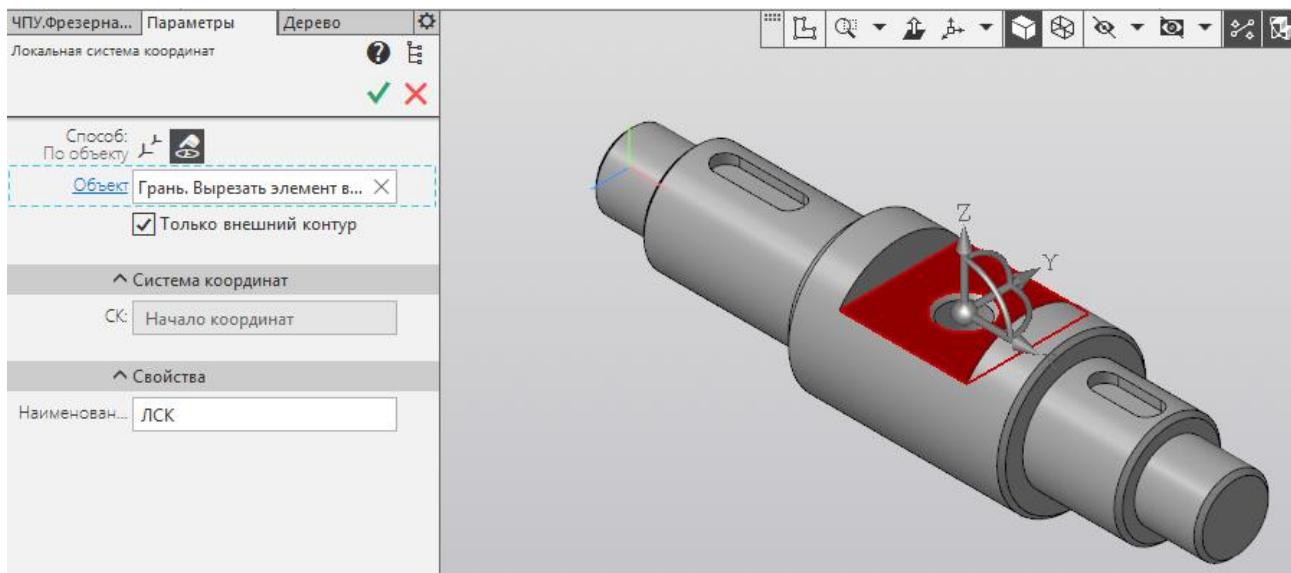 ЧПУ.Фрезерна... Параметры Дерево
Локальная система координат
Способ:
По объекту
Объект Грань. Вырезать элемент в...
Только внешний контур
Система координат
СК: Начало координат
Свойства
Наименован... ЛСК
Z
Y